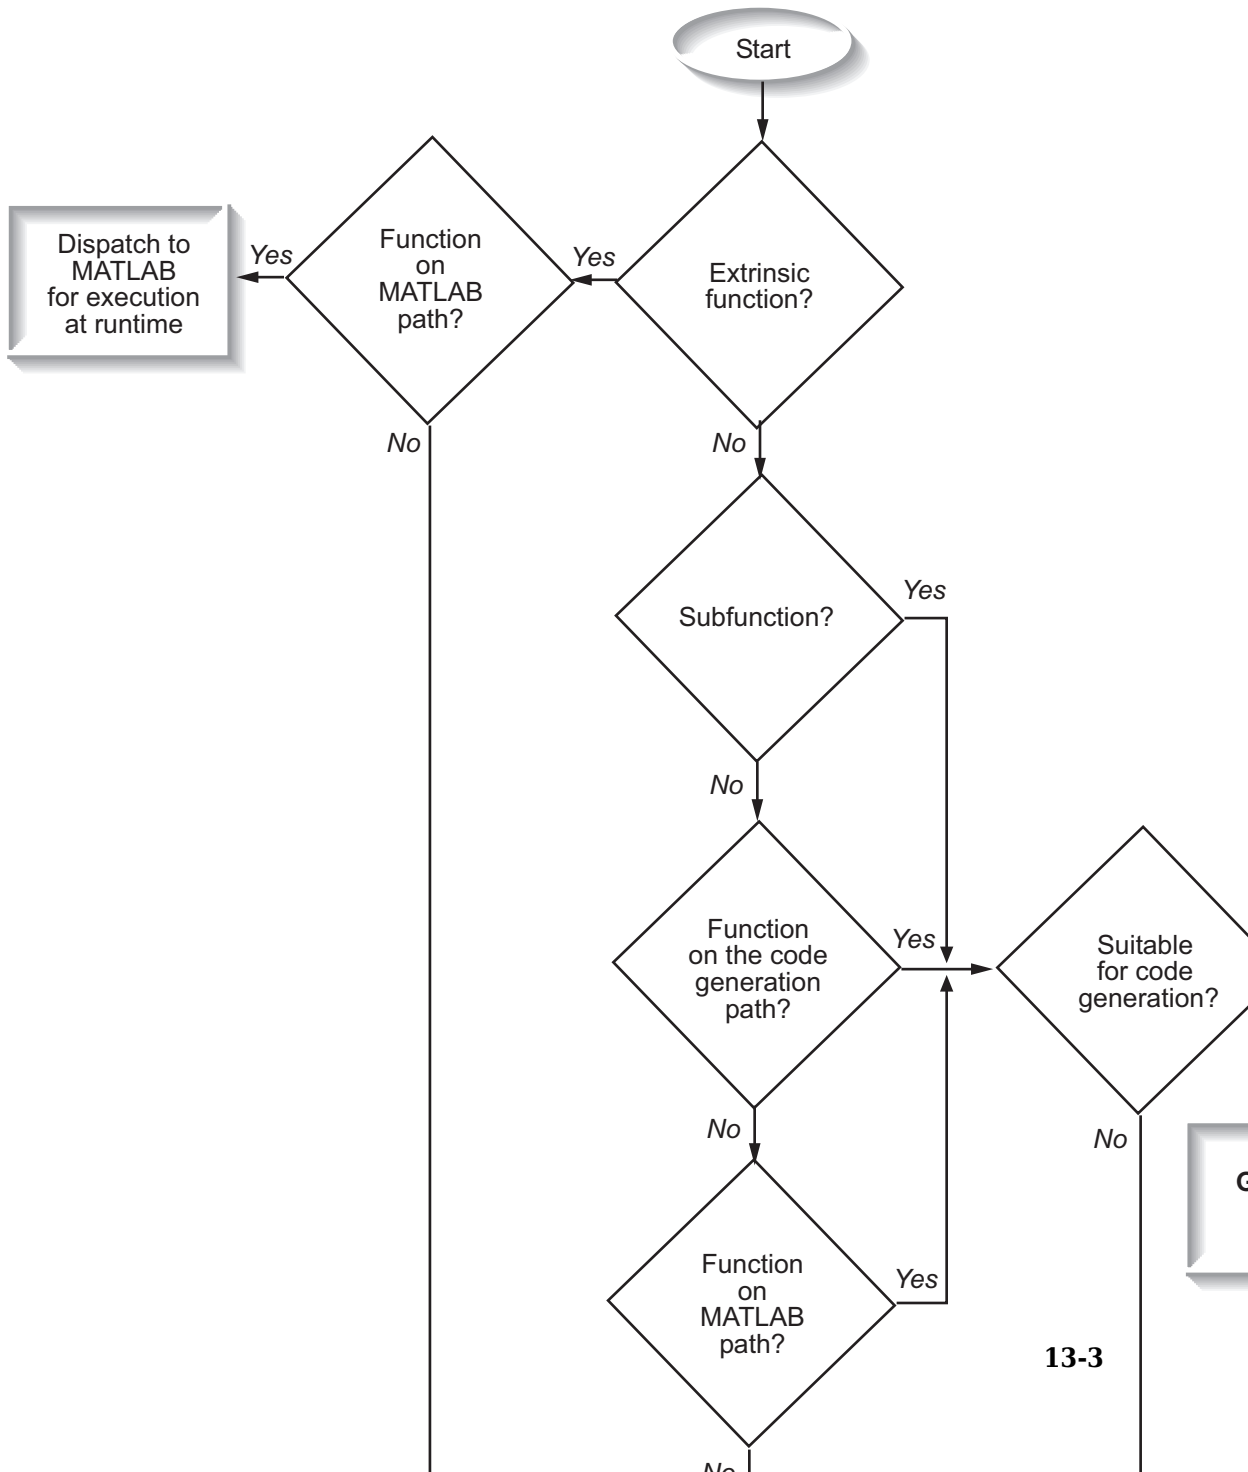 Start
Dispatch to
MATLAB
for execution
at runtime
Yes
Function
on
MATLAB
path?
Yes
Extrinsic
function?
No
No
Subfunction?
Yes
No
Function
on the code
generation
path?
Yes
Suitable
for code
generation?
No
No
Function
on
MATLAB
path?
Yes
13-3
No